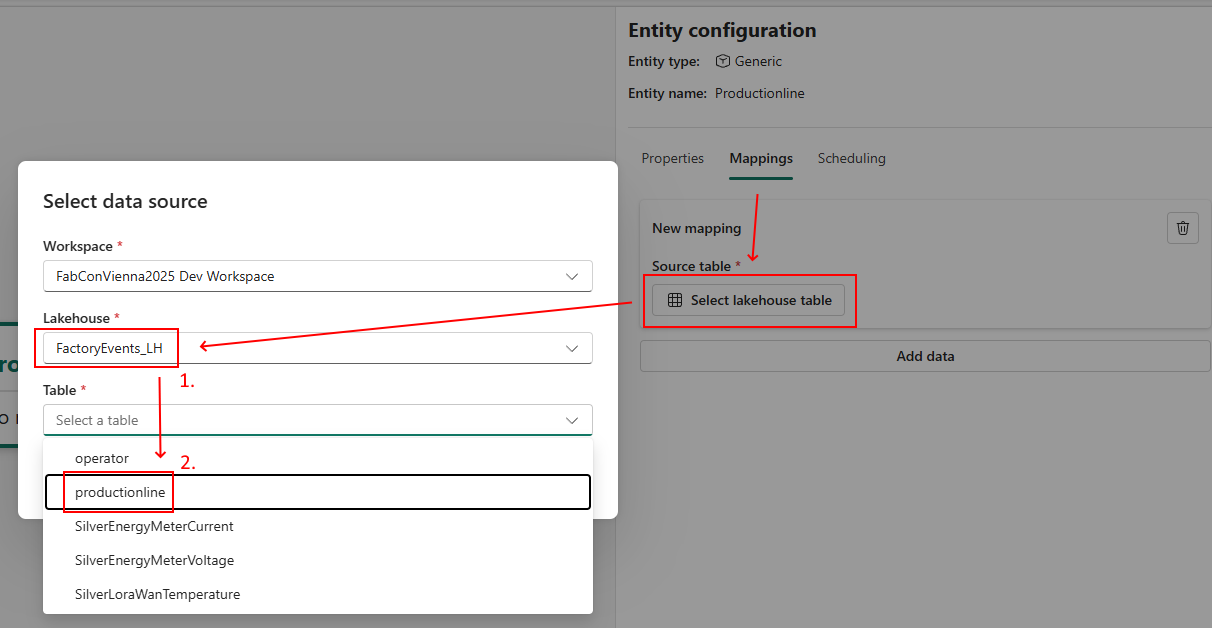 Entity configuration
Entity type: Generic
Entity name: Productionline
Properties Mappings Scheduling
New mapping
Source table *
Select lakehouse table
Add data
Select data source
Workspace *
FabConVienna2025 Dev Workspace
Lakehouse *
FactoryEvents_LH
1.
Table *
Select a table
operator
2.
productionline
SilverEnergyMeterCurrent
SilverEnergyMeterVoltage
SilverLoraWanTemperature